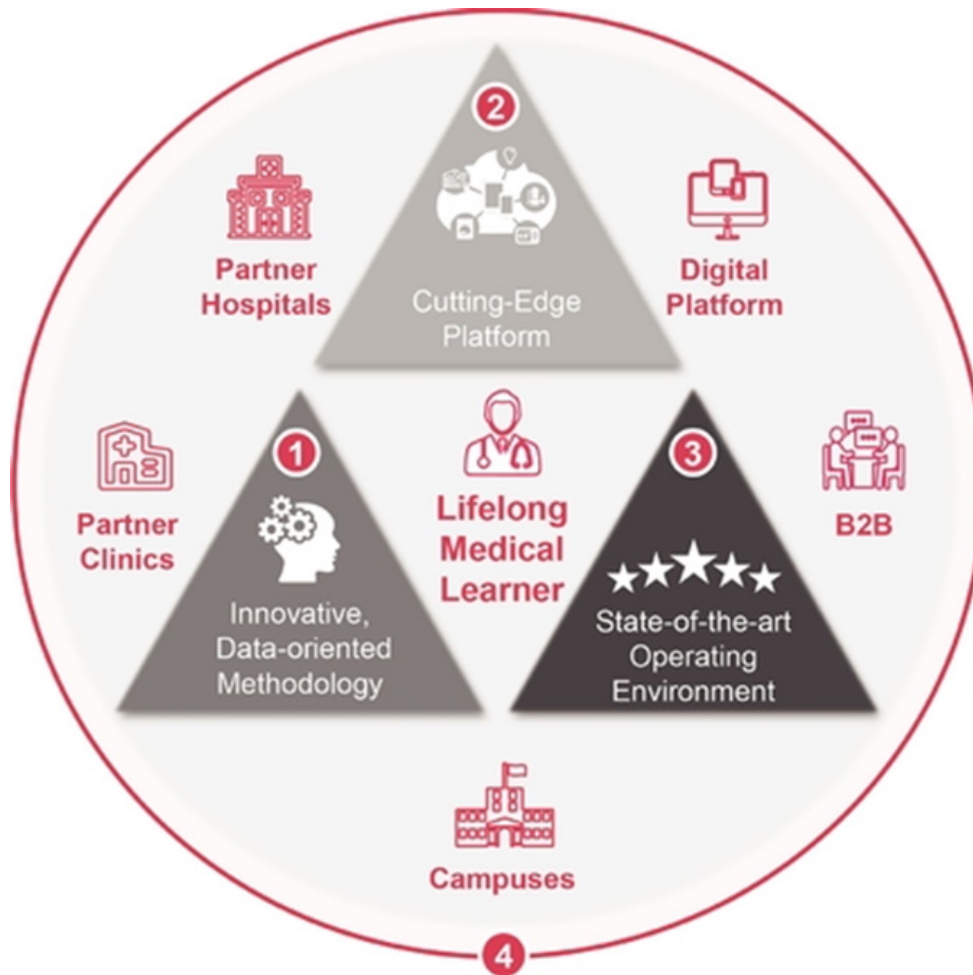 2
Cutting-Edge
Platform
Partner
Hospitals
Digital
Platform
1
Innovative,
Data-oriented
Methodology
Lifelong
Medical
Learner
3
State-of-the-art
Operating
Environment
Partner
Clinics
B2B
Campuses
4